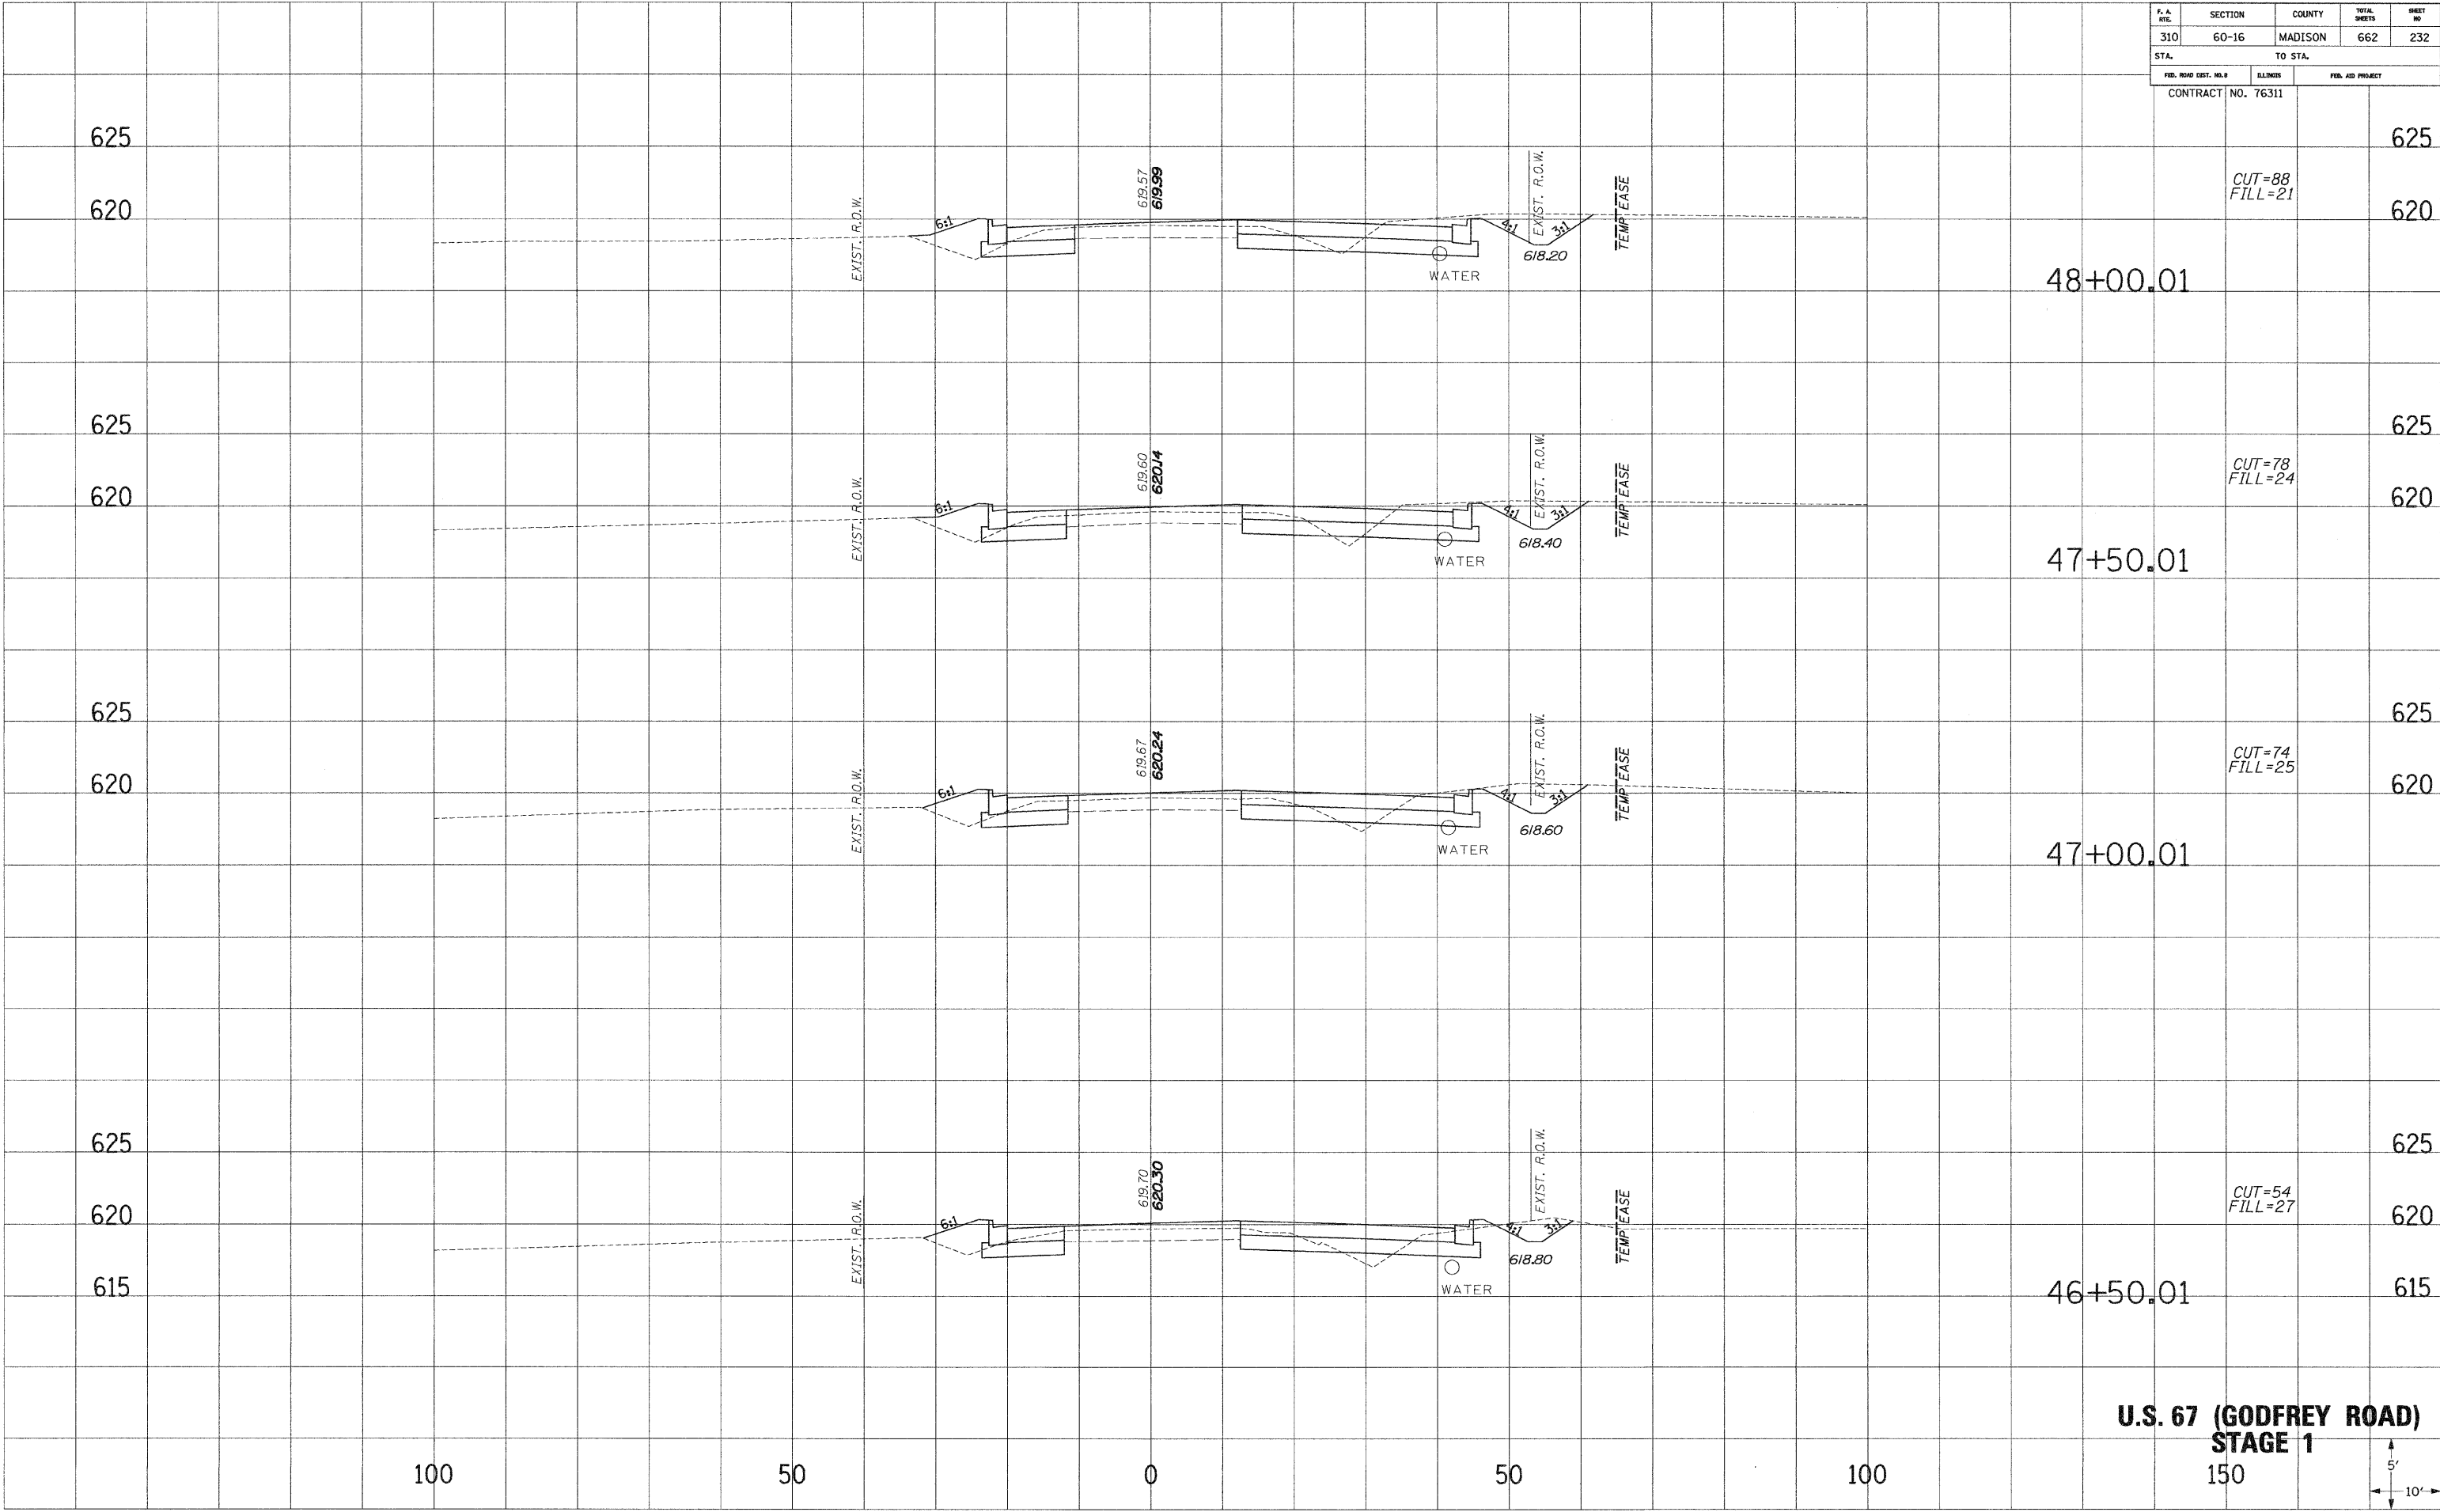 F. A. RTE. SECTION COUNTY TOTAL SHEETS SHEET NO
310 60-16 MADISON 662 232
STA. TO STA.
FED. ROAD DIST. NO. 8 ILLINOIS FED. AID PROJECT
CONTRACT NO. 76311
625 625
619.57
619.99
EXIST. R.O.W.
TEMP EASE
CUT=88
FILL=21
620 620
EXIST. R.O.W.
6:1
4:1
3:1
618.20
WATER
48+00.01
625 625
619.60
620.14
EXIST. R.O.W.
TEMP EASE
CUT=78
FILL=24
620 620
EXIST. R.O.W.
6:1
4:1
3:1
618.40
WATER
47+50.01
625 625
619.67
620.24
EXIST. R.O.W.
TEMP EASE
CUT=74
FILL=25
620 620
EXIST. R.O.W.
6:1
4:1
3:1
618.60
WATER
47+00.01
625 625
619.70
620.30
EXIST. R.O.W.
TEMP EASE
CUT=54
FILL=27
620 620
EXIST. R.O.W.
6:1
4:1
3:1
618.80
WATER
615 46+50.01 615
U.S. 67 (GODFREY ROAD)
STAGE 1
100 50 0 50 100 150
5'
10'